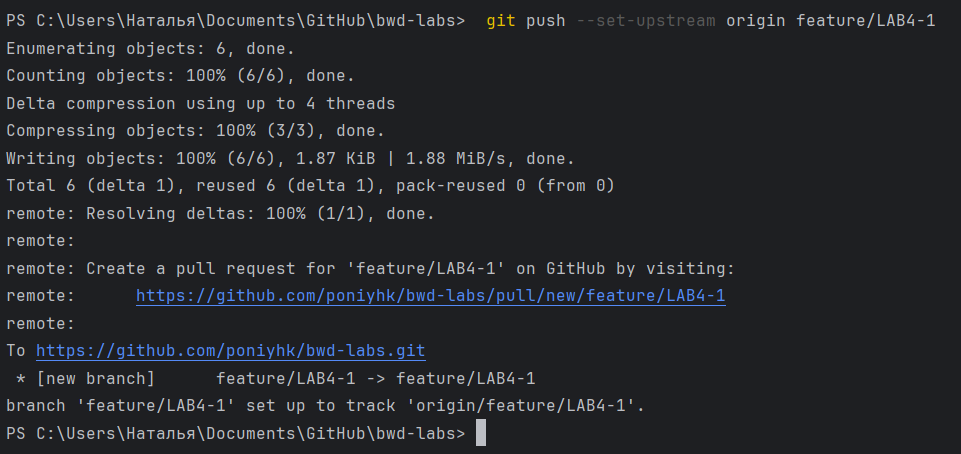 PS C:\Users\Наталья\Documents\GitHub\bwd-labs>  git push --set-upstream origin feature/LAB4-1
Enumerating objects: 6, done.
Counting objects: 100% (6/6), done.
Delta compression using up to 4 threads
Compressing objects: 100% (3/3), done.
Writing objects: 100% (6/6), 1.87 KiB | 1.88 MiB/s, done.
Total 6 (delta 1), reused 6 (delta 1), pack-reused 0 (from 0)
remote: Resolving deltas: 100% (1/1), done.
remote:
remote: Create a pull request for 'feature/LAB4-1' on GitHub by visiting:
remote:      https://github.com/poniyhk/bwd-labs/pull/new/feature/LAB4-1
remote:
To https://github.com/poniyhk/bwd-labs.git
 * [new branch]      feature/LAB4-1 -> feature/LAB4-1
branch 'feature/LAB4-1' set up to track 'origin/feature/LAB4-1'.
PS C:\Users\Наталья\Documents\GitHub\bwd-labs>